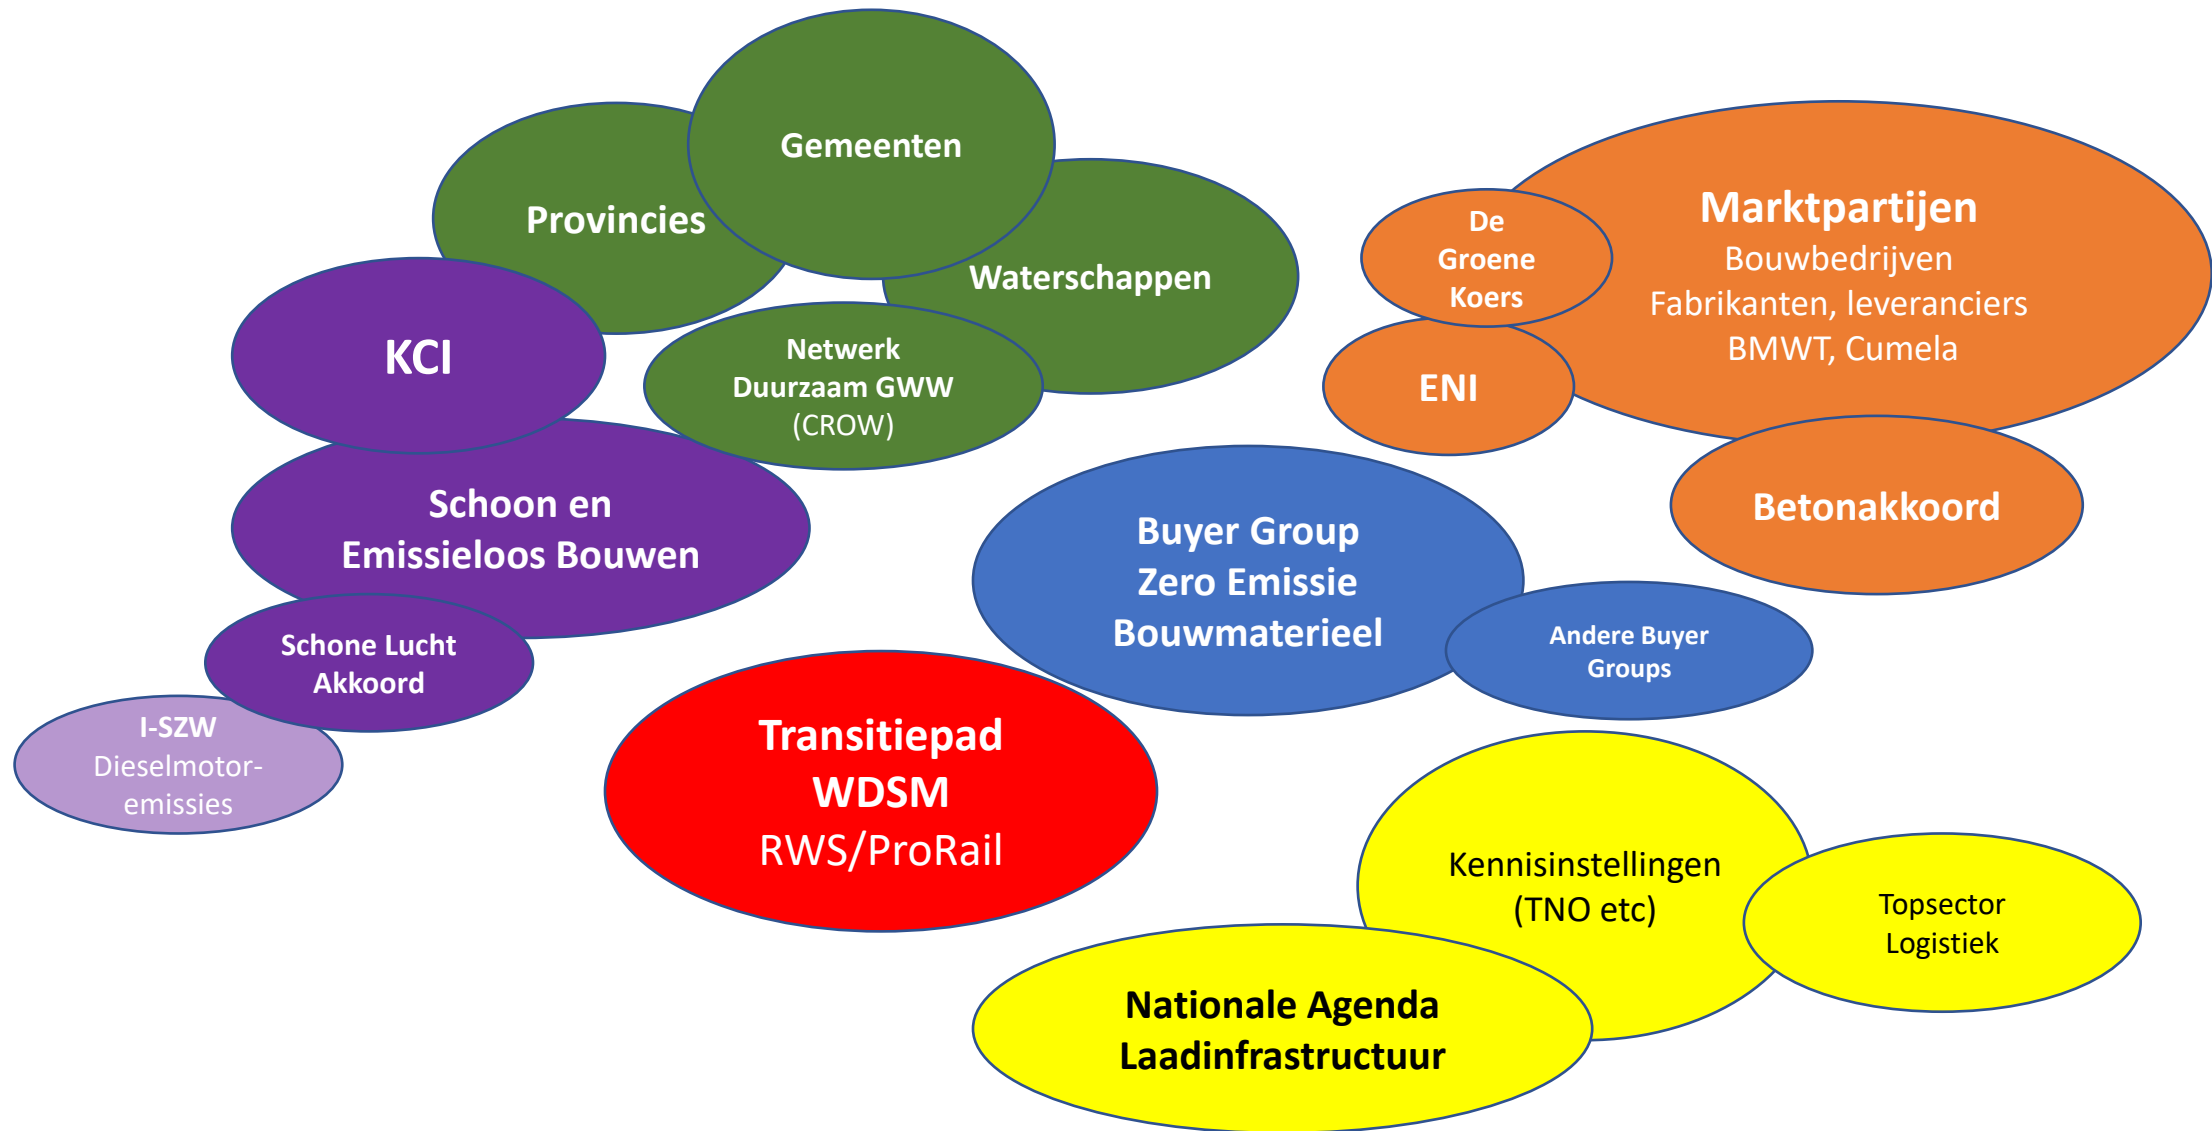 Gemeenten
Provincies
Waterschappen
Netwerk
Duurzaam GWW
(CROW)
De
Groene
Koers
Marktpartijen
Bouwbedrijven
Fabrikanten, leveranciers
BMWT, Cumela
ENI
Betonakkoord
KCI
Schoon en
Emissieloos Bouwen
Schone Lucht
Akkoord
I-SZW
Dieselmotor-
emissies
Buyer Group
Zero Emissie
Bouwmaterieel
Andere Buyer
Groups
Transitiepad
WDSM
RWS/ProRail
Kennisinstellingen
(TNO etc)
Topsector
Logistiek
Nationale Agenda
Laadinfrastructuur